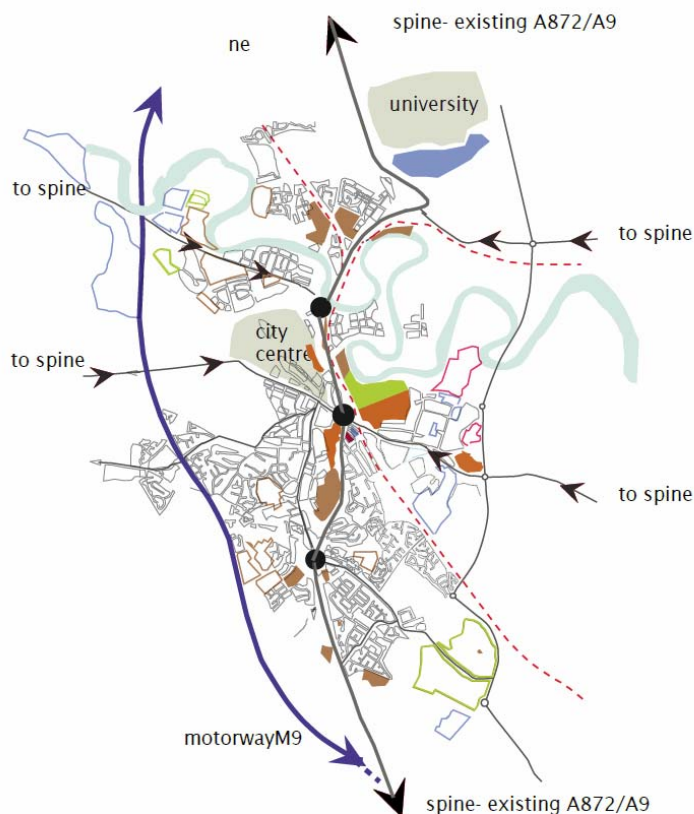 spine- existing A872/A9
ne
university
to spine
to spine
city
centre
to spine
to spine
motorwayM9
spine- existing A872/A9